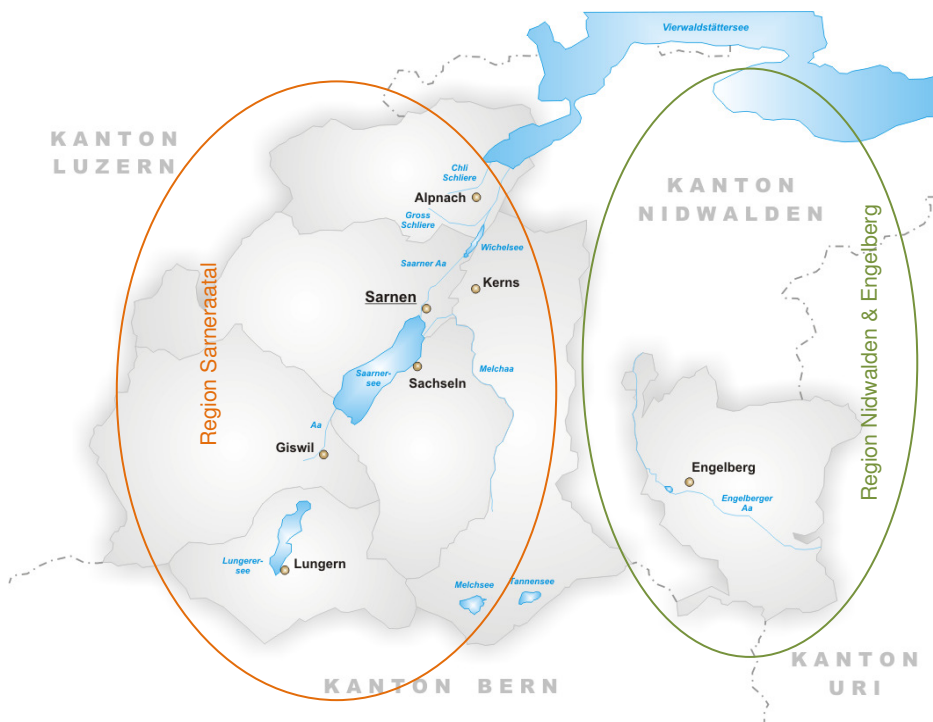 Vierwaldstättersee
KANTON
LUZERN
Chli
Schliere
Alpnach
KANTON
NIDWALDEN
Gross
Schliere
Wichelsee
Saarner Aa
Kerns
Sarnen
Region Sarneraatal
Region Nidwalden & Engelberg
Saarner-
see
Melchaa
Sachseln
Aa
Giswil
Engelberg
Engelberger
Aa
Lungerer-
see
Lungern
Melchsee
Tannensee
KANTON BERN
KANTON
URI